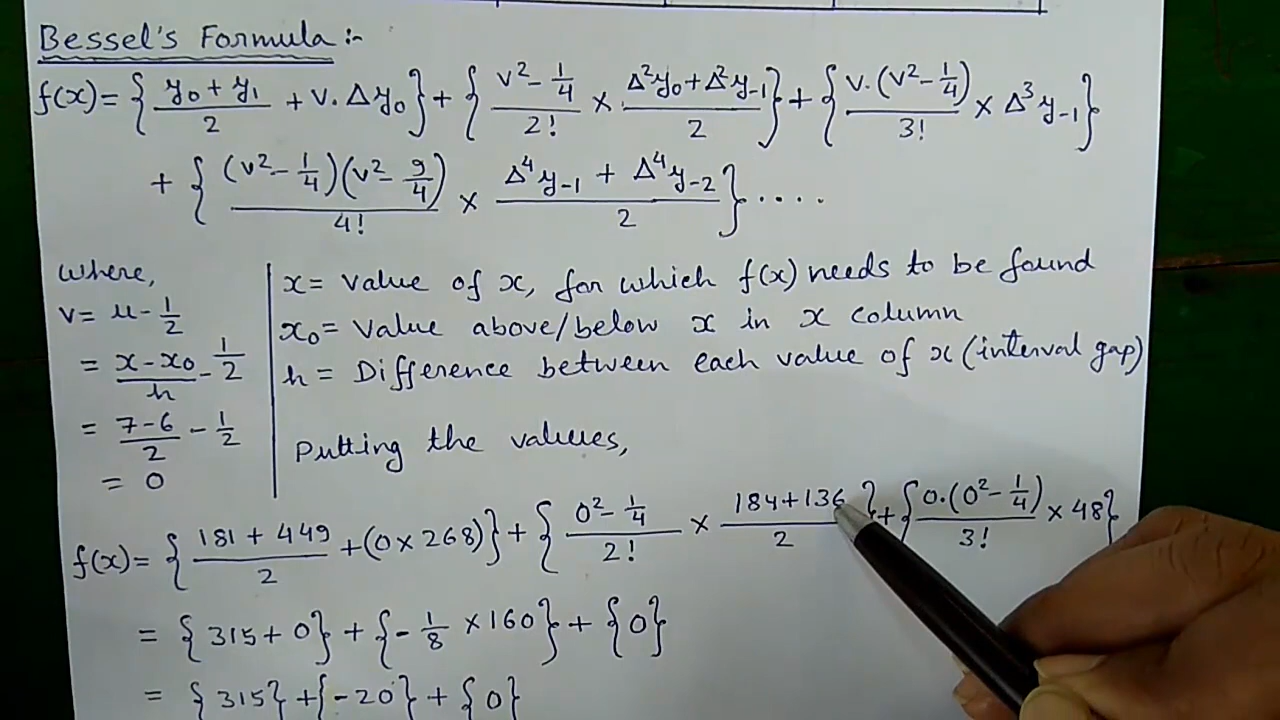 Bessel's Formula :-
f(x) = { (y₀ + y₁)/2 + v.Δy₀ } + { (v² - 1/4)/2! × (Δ²y₀ + Δ²y₋₁)/2 } + { v.(v² - 1/4)/3! × Δ³y₋₁ }
+ { (v² - 1/4)(v² - 9/4)/4! × (Δ⁴y₋₁ + Δ⁴y₋₂)/2 } ....
where,
v = u - 1/2
= (x - x₀)/h - 1/2
= (7 - 6)/2 - 1/2
= 0
x = value of x, for which f(x) needs to be found
x₀ = value above/below x in x column
h = Difference between each value of x (interval gap)
Putting the values,
f(x) = { (181 + 449)/2 + (0 × 268) } + { (0² - 1/4)/2! × (184 + 136)/2 } + { 0.(0² - 1/4)/3! × 48 }
= { 315 + 0 } + { - 1/8 × 160 } + { 0 }
= { 315 } + { - 20 } + { 0 }